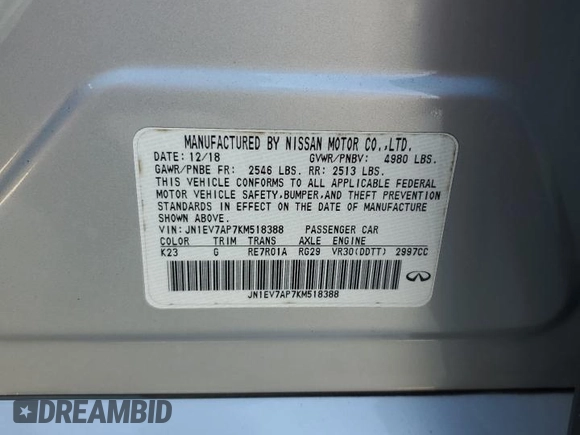 MANUFACTURED BY NISSAN MOTOR CO.,LTD.
DATE: 12/18 GVWR/PNBV: 4980 LBS.
GAWR/PNBE FR: 2546 LBS. RR: 2513 LBS.
THIS VEHICLE CONFORMS TO ALL APPLICABLE FEDERAL
MOTOR VEHICLE SAFETY,BUMPER,AND THEFT PREVENTION
STANDARDS IN EFFECT ON THE DATE OF MANUFACTURE
SHOWN ABOVE.
VIN: JN1EV7AP7KM518388 PASSENGER CAR
COLOR TRIM TRANS AXLE ENGINE
K23 G RE7R01A RG29 VR30(DDTT) 2997CC
JN1EV7AP7KM518388
DREAMBID